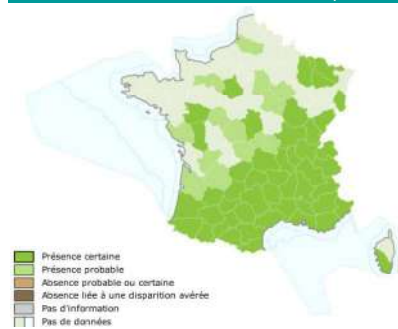 Présence certaine
Présence probable
Absence probable ou certaine
Absence liée à une disparition avérée
Pas d'information
Pas de données